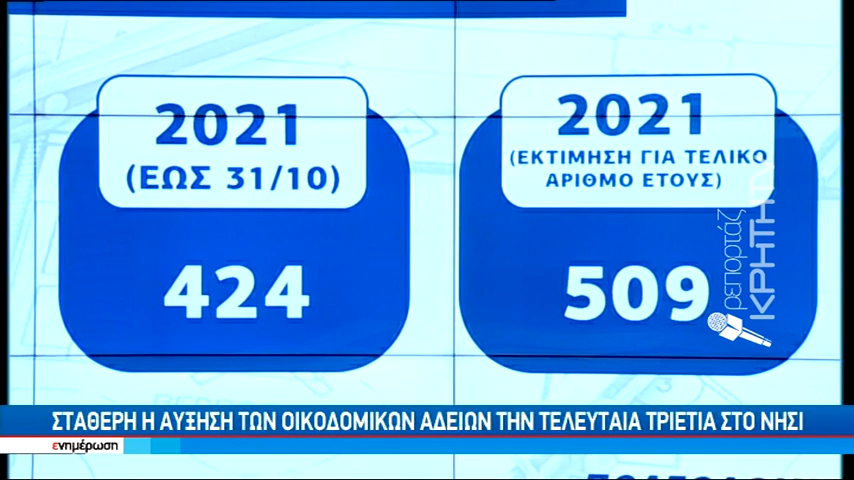 2021
(ΕΩΣ 31/10)
424
2021
(ΕΚΤΙΜΗΣΗ ΓΙΑ ΤΕΛΙΚΟ
ΑΡΙΘΜΟ ΕΤΟΥΣ)
509
ρεπορτάζ
ΚΡΗΤΗ
ΣΤΑΘΕΡΗ Η ΑΥΞΗΣΗ ΤΩΝ ΟΙΚΟΔΟΜΙΚΩΝ ΑΔΕΙΩΝ ΤΗΝ ΤΕΛΕΥΤΑΙΑ ΤΡΙΕΤΙΑ ΣΤΟ ΝΗΣΙ
ενημέρωση